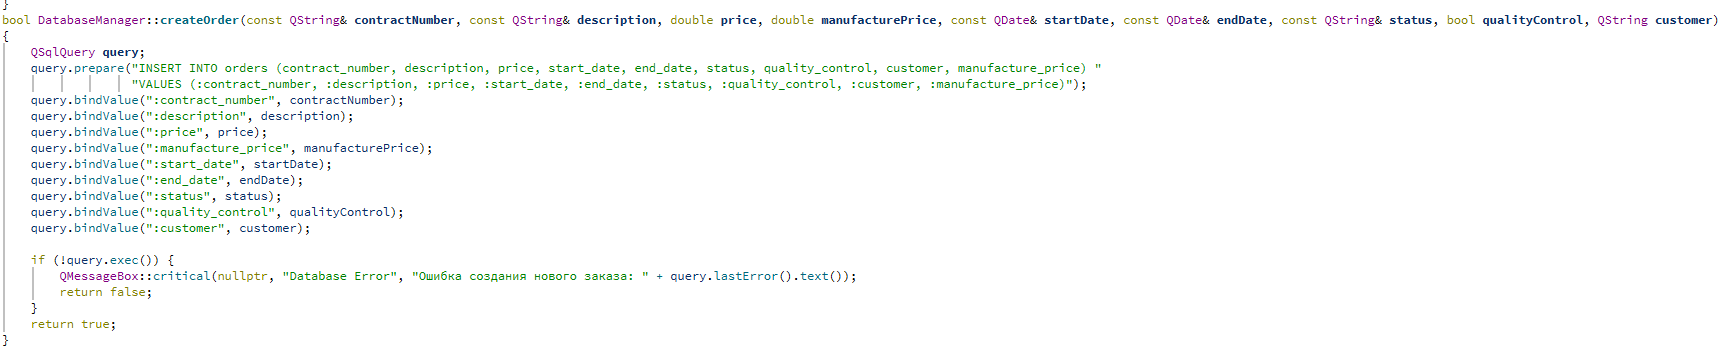 }
bool DatabaseManager::createOrder(const QString& contractNumber, const QString& description, double price, double manufacturePrice, const QDate& startDate, const QDate& endDate, const QString& status, bool qualityControl, QString customer)
{
    QSqlQuery query;
    query.prepare("INSERT INTO orders (contract_number, description, price, start_date, end_date, status, quality_control, customer, manufacture_price) "
                  "VALUES (:contract_number, :description, :price, :start_date, :end_date, :status, :quality_control, :customer, :manufacture_price)");
    query.bindValue(":contract_number", contractNumber);
    query.bindValue(":description", description);
    query.bindValue(":price", price);
    query.bindValue(":manufacture_price", manufacturePrice);
    query.bindValue(":start_date", startDate);
    query.bindValue(":end_date", endDate);
    query.bindValue(":status", status);
    query.bindValue(":quality_control", qualityControl);
    query.bindValue(":customer", customer);
    if (!query.exec()) {
        QMessageBox::critical(nullptr, "Database Error", "Ошибка создания нового заказа: " + query.lastError().text());
        return false;
    }
    return true;
}